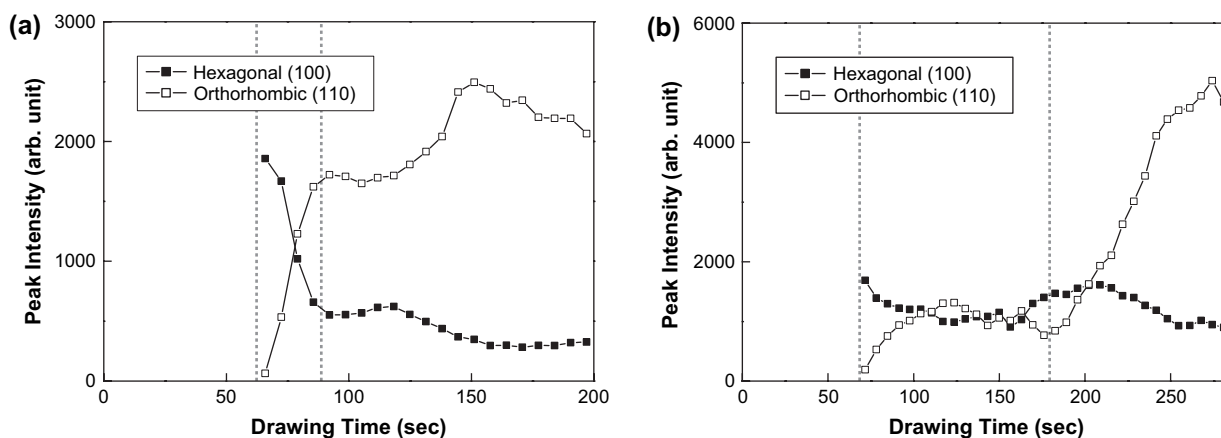 (a)
3000
2000
1000
0
Peak Intensity (arb. unit)
Hexagonal (100)
Orthorhombic (110)
0 50 100 150 200
Drawing Time (sec)
(b)
6000
4000
2000
0
Peak Intensity (arb. unit)
Hexagonal (100)
Orthorhombic (110)
0 50 100 150 200 250
Drawing Time (sec)